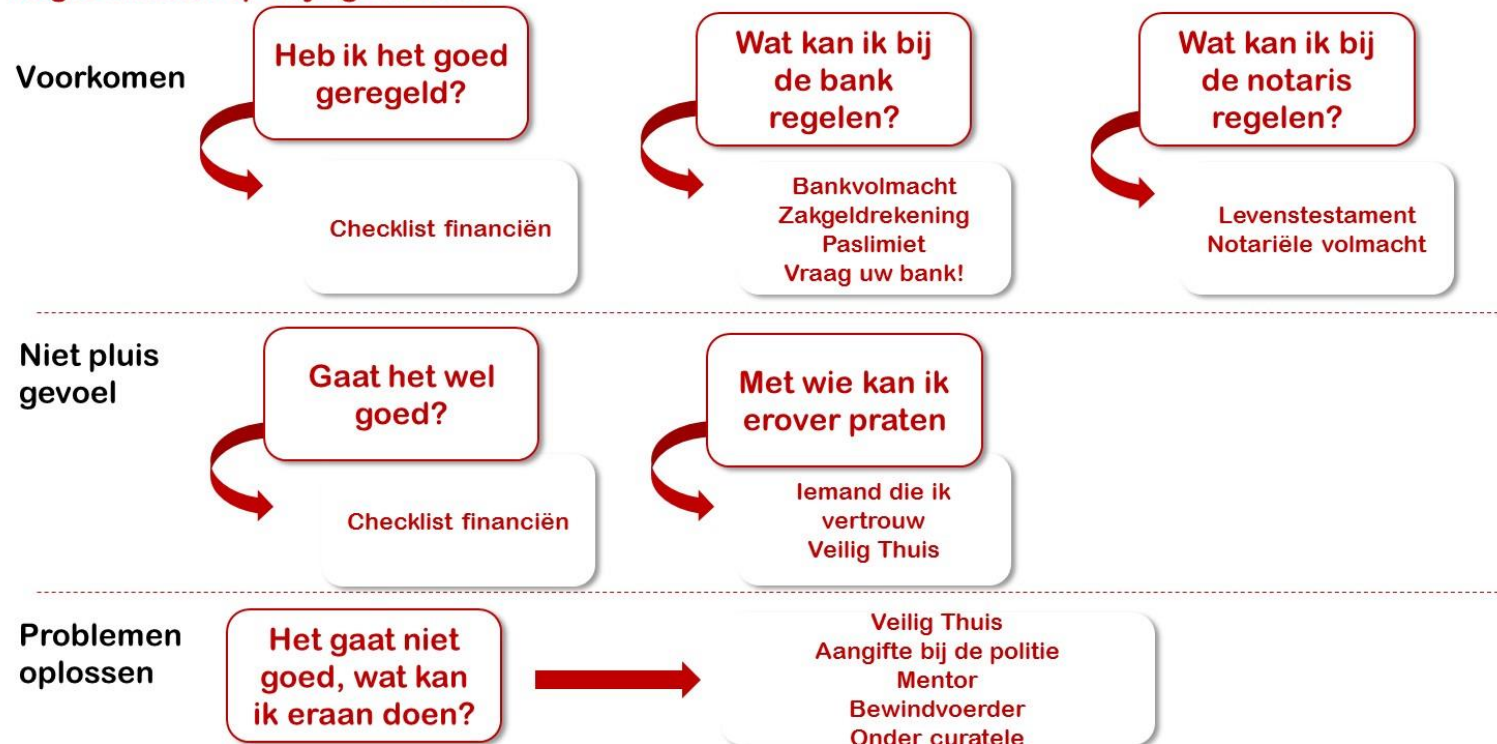 Voorkomen
Heb ik het goed
geregeld?
Checklist financiën
Wat kan ik bij
de bank
regelen?
Bankvolmacht
Zakgeldrekening
Paslimiet
Vraag uw bank!
Wat kan ik bij
de notaris
regelen?
Levenstestament
Notariële volmacht
Niet pluis
gevoel
Gaat het wel
goed?
Checklist financiën
Met wie kan ik
erover praten
Iemand die ik
vertrouw
Veilig Thuis
Problemen
oplossen
Het gaat niet
goed, wat kan
ik eraan doen?
Veilig Thuis
Aangifte bij de politie
Mentor
Bewindvoerder
Onder curatele